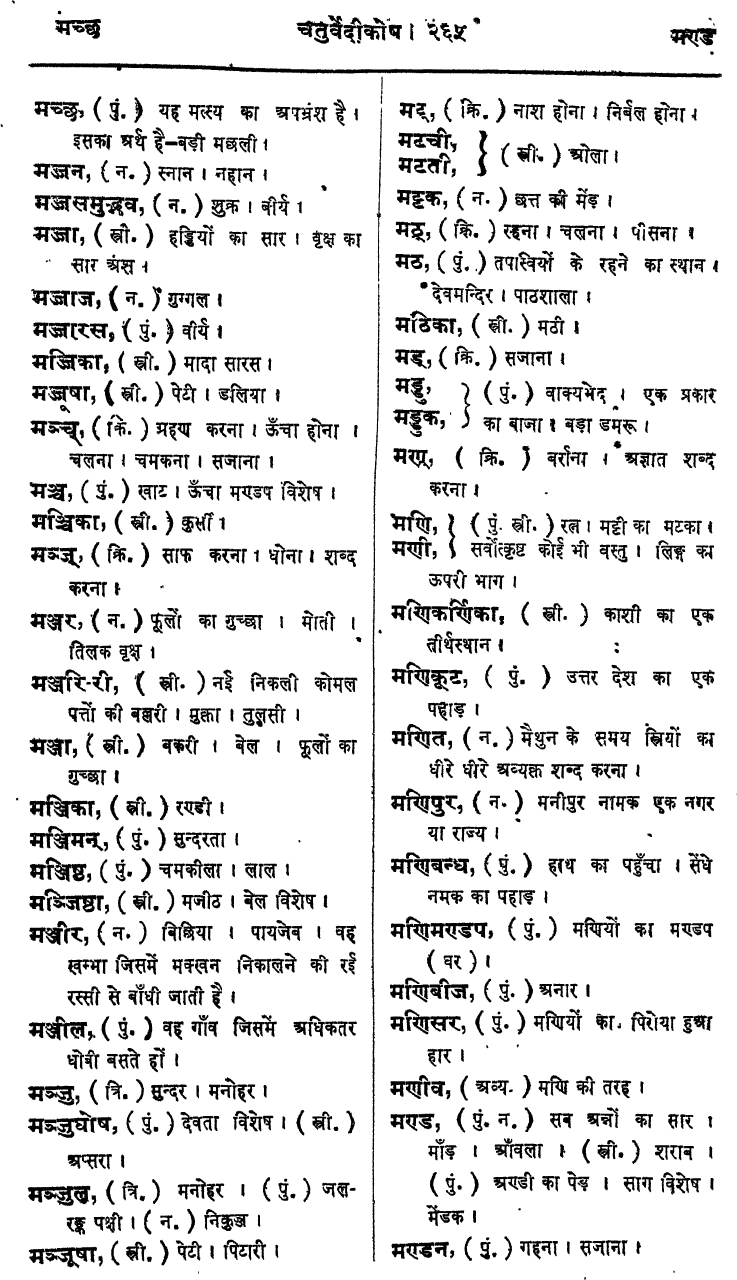 मच्छ
चतुर्वेदीकोष । २६५
मण्ड
मच्छ, ( पुं. ) यह मत्स्य का अपभ्रंश है ।
इसका अर्थ है–बड़ी मछली ।
मज्जन, ( न. ) स्नान । नहान ।
मज्जसमुद्भव, ( न. ) शुक्र । वीर्य ।
मज्जा, ( स्त्री. ) हड्डियों का सार । वृक्ष का
सार अंश ।
मज्जाज, ( न. ) गुग्गल ।
मज्जारस, ( पुं. ) वीर्य ।
मज्जिका, ( स्त्री. ) मादा सारस ।
मज्जूषा, ( स्त्री. ) पेटी । डलिया ।
मञ्च्, ( क्रि. ) ग्रहण करना । ऊँचा होना ।
चलना । चमकना । सजाना ।
मञ्च, ( पुं. ) खाट । ऊँचा मण्डप विशेष ।
मञ्चिका, ( स्त्री. ) कुर्सी ।
मञ्ज्, ( क्रि. ) साफ करना । धोना । शब्द
करना ।
मञ्जर, ( न. ) फूलों का गुच्छा । मोती ।
तिलक वृक्ष ।
मञ्जरि-री, ( स्त्री. ) नई निकली कोमल
पत्तों की वल्लरी । मुक्ता । तुलसी ।
मञ्जा, ( स्त्री. ) बकरी । बेल । फूलों का
गुच्छा ।
मञ्जिका, ( स्त्री. ) रण्डी ।
मञ्जिमन्, ( पुं. ) सुन्दरता ।
मञ्जिष्ठ, ( पुं. ) चमकीला । लाल ।
मञ्जिष्ठा, ( स्त्री. ) मजीठ । बेल विशेष ।
मञ्जीर, ( न. ) बिछिया । पायजेब । वह
खम्भा जिसमें मक्खन निकालने की रई
रस्सी से बाँधी जाती है ।
मञ्जील, ( पुं. ) वह गाँव जिसमें अधिकतर
धोबी बसते हों ।
मञ्जु, ( त्रि. ) सुन्दर । मनोहर ।
मञ्जुघोष, ( पुं. ) देवता विशेष । ( स्त्री. )
अप्सरा ।
मञ्जुल, ( त्रि. ) मनोहर । ( पुं. ) जल-
रङ्क पक्षी । ( न. ) निकुञ्ज ।
मञ्जूषा, ( स्त्री. ) पेटी । पिटारी ।
मद्, ( क्रि. ) नाश होना । निर्बल होना ।
मटची,
मटती, } ( स्त्री. ) ओला ।
मट्टक, ( न. ) छत्त की मेंड़ ।
मठ्, ( क्रि. ) रहना । चलना । पीसना ।
मठ, ( पुं. ) तपस्वियों के रहने का स्थान ।
देवमन्दिर । पाठशाला ।
मठिका, ( स्त्री. ) मठी ।
मड्, ( क्रि. ) सजाना ।
मड्डु, } ( पुं. ) वाक्यभेद । एक प्रकार
मड्डुक, } का बाजा । बड़ा डमरू ।
मण्, ( क्रि. ) बर्राना । अज्ञात शब्द
करना ।
मणि, } ( पुं. स्त्री. ) रत्न । मट्टी का मटका ।
मणी, } सर्वोत्कृष्ट कोई भी वस्तु । लिङ्ग का
ऊपरी भाग ।
मणिकर्णिका, ( स्त्री. ) काशी का एक
तीर्थस्थान ।
मणिकूट, ( पुं. ) उत्तर देश का एक
पहाड़ ।
मणित, ( न. ) मैथुन के समय स्त्रियों का
धीरे धीरे अव्यक्त शब्द करना ।
मणिपुर, ( न. ) मनीपुर नामक एक नगर
या राज्य ।
मणिबन्ध, ( पुं. ) हाथ का पहुँचा । सेंधे
नमक का पहाड़ ।
मणिमण्डप, ( पुं. ) मणियों का मण्डप
( घर ) ।
मणिबीज, ( पुं. ) अनार ।
मणिसर, ( पुं. ) मणियों का पिरोया हुआ
हार ।
मणीव, ( अव्य. ) मणि की तरह ।
मण्ड, ( पुं. न. ) सब अन्नों का सार ।
माँड़ । आँवला । ( स्त्री. ) शराब ।
( पुं. ) अण्डी का पेड़ । साग विशेष ।
मेंडक ।
मण्डन, ( पुं. ) गहना । सजाना ।